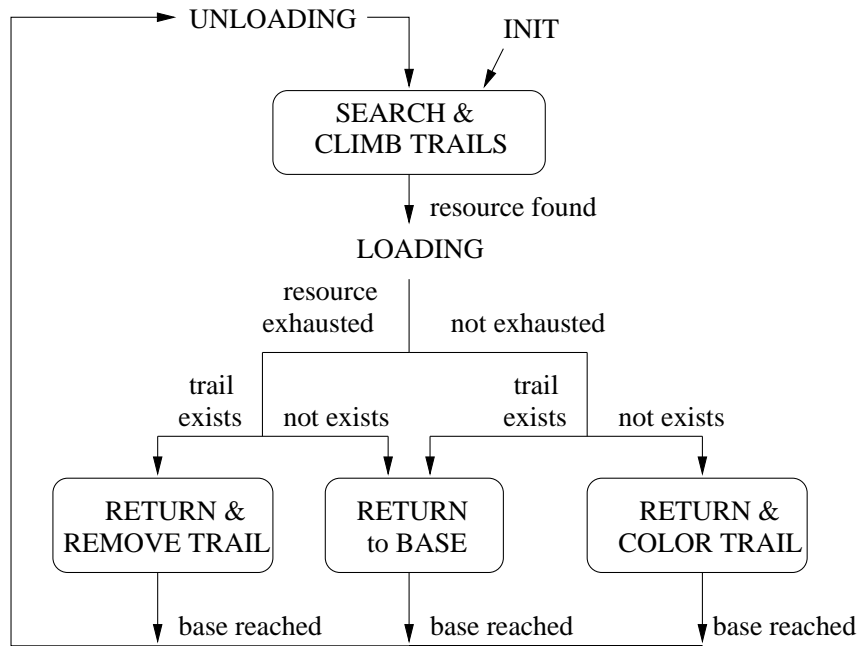 UNLOADING
INIT
SEARCH &
CLIMB TRAILS
resource found
LOADING
resource
exhausted
not exhausted
trail
exists
not exists
trail
exists
not exists
RETURN &
REMOVE TRAIL
RETURN
to BASE
RETURN &
COLOR TRAIL
base reached
base reached
base reached